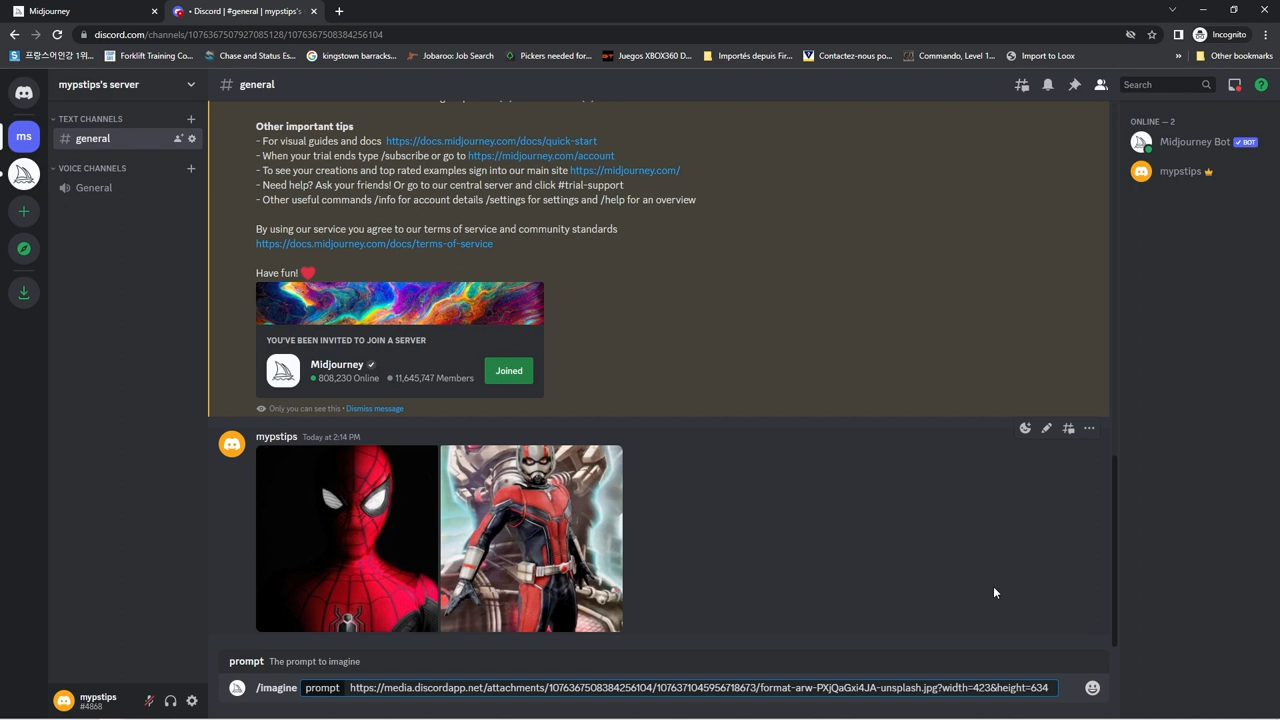 Midjourney
• Discord | #general | mypstips's
discord.com/channels/1076367507927085128/1076367508384256104
Incognito
프랑스어인강 1위...
Forklift Training Co...
Chase and Status Es...
kingstown barracks...
Jobaroo: Job Search
Pickers needed for...
Juegos XBOX360 D...
Importés depuis Fir...
Contactez-nous po...
Commando, Level 1...
Import to Loox
Other bookmarks
mypstips's server
general
Search
TEXT CHANNELS
general
VOICE CHANNELS
General
Other important tips
- For visual guides and docs https://docs.midjourney.com/docs/quick-start
- When your trial ends type /subscribe or go to https://midjourney.com/account
- To see your creations and top rated examples sign into our main site https://midjourney.com/
- Need help? Ask your friends! Or go to our central server and click #trial-support
- Other useful commands /info for account details /settings for settings and /help for an overview
By using our service you agree to our terms of service and community standards
https://docs.midjourney.com/docs/terms-of-service
Have fun!
YOU'VE BEEN INVITED TO JOIN A SERVER
Midjourney
808,230 Online 11,645,747 Members
Joined
Only you can see this • Dismiss message
mypstips Today at 2:14 PM
prompt The prompt to imagine
/imagine prompt https://media.discordapp.net/attachments/1076367508384256104/1076371045956718673/format-arw-PXjQaGxi4JA-unsplash.jpg?width=423&height=634
ONLINE — 2
Midjourney Bot BOT
mypstips
ms
mypstips
#4868